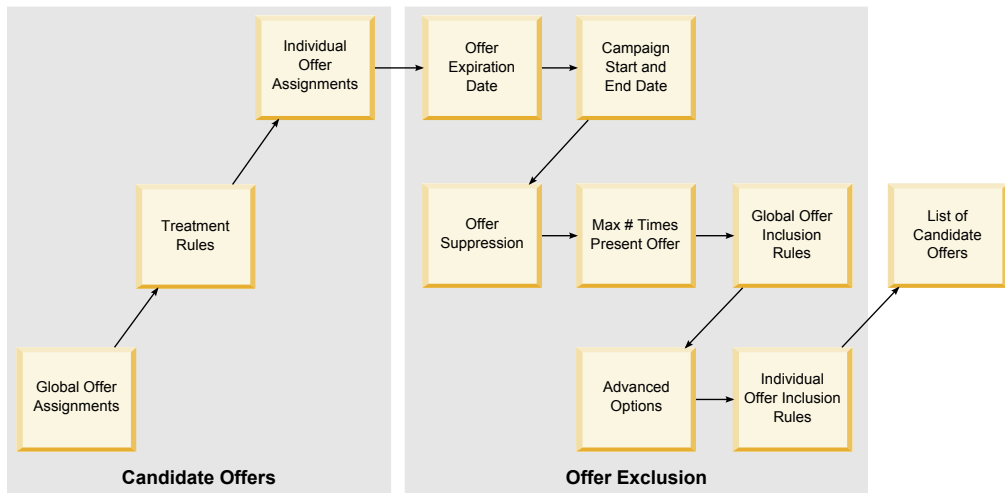 Individual
Offer
Assignments
Offer
Expiration
Date
Campaign
Start and
End Date
Treatment
Rules
Offer
Suppression
Max # Times
Present Offer
Global Offer
Inclusion
Rules
List of
Candidate
Offers
Global Offer
Assignments
Advanced
Options
Individual
Offer Inclusion
Rules
Candidate Offers
Offer Exclusion